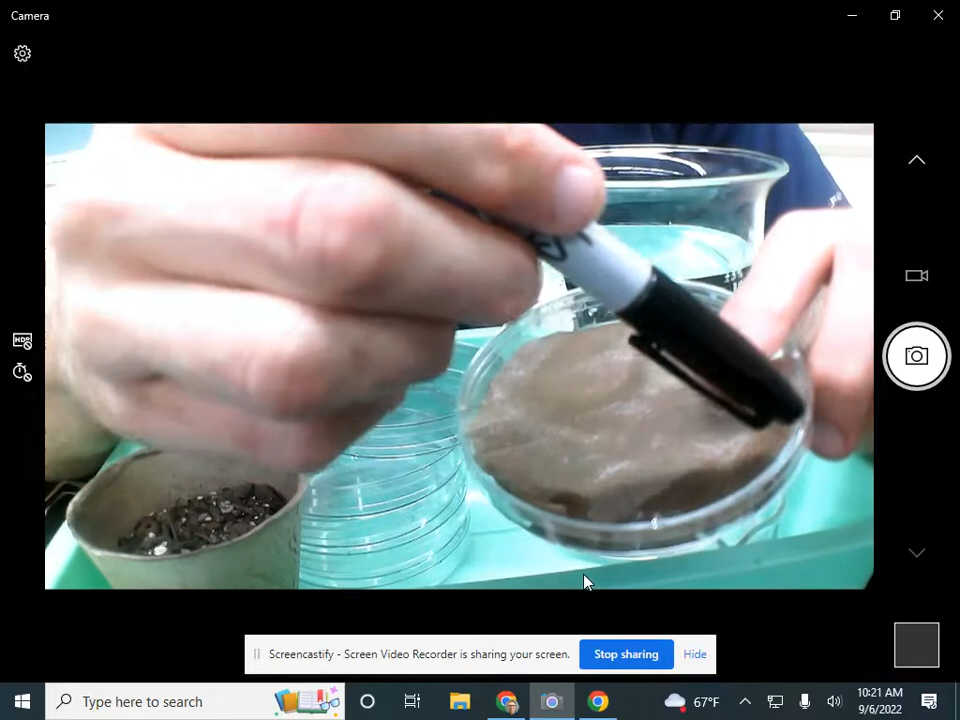 Camera
HDR
Screencastify - Screen Video Recorder is sharing your screen.
Stop sharing
Hide
Type here to search
67°F
10:21 AM
9/6/2022